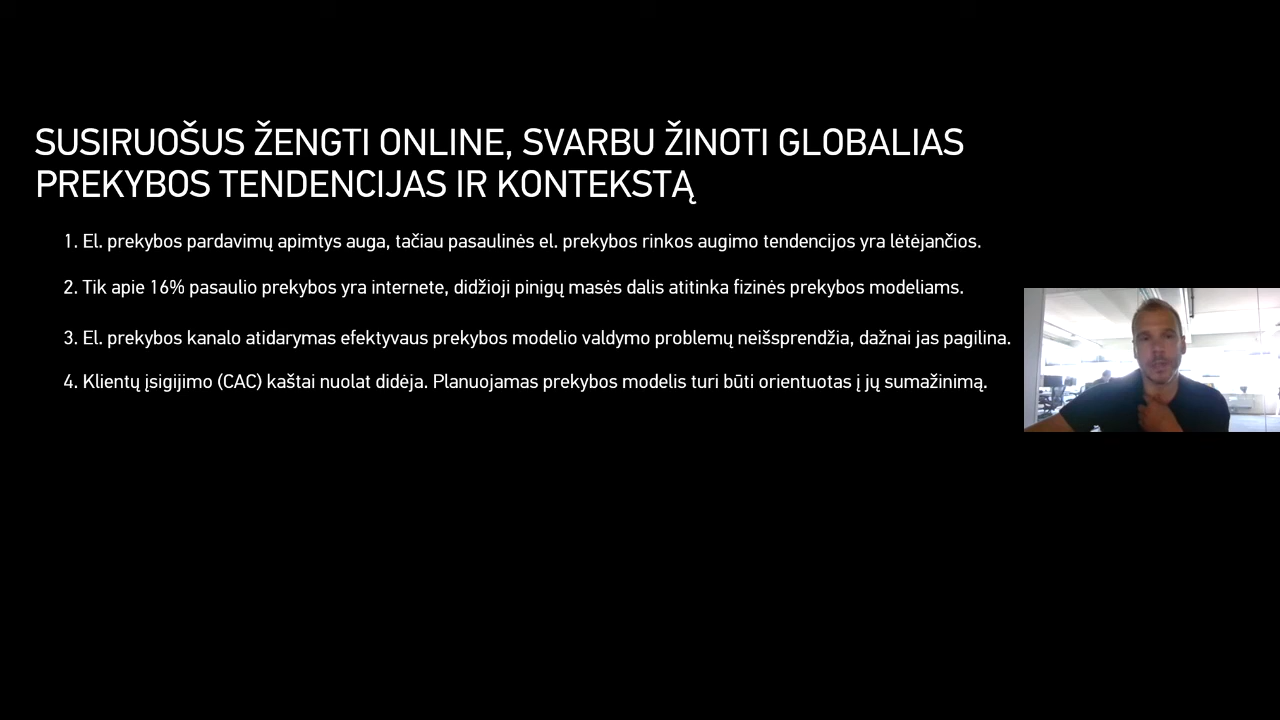 SUSIRUOŠUS ŽENGTI ONLINE, SVARBU ŽINOTI GLOBALIAS
PREKYBOS TENDENCIJAS IR KONTEKSTĄ
1. El. prekybos pardavimų apimtys auga, tačiau pasaulinės el. prekybos rinkos augimo tendencijos yra lėtėjančios.
2. Tik apie 16% pasaulio prekybos yra internete, didžioji pinigų masės dalis atitinka fizinės prekybos modeliams.
3. El. prekybos kanalo atidarymas efektyvaus prekybos modelio valdymo problemų neišsprendžia, dažnai jas pagilina.
4. Klientų įsigijimo (CAC) kaštai nuolat didėja. Planuojamas prekybos modelis turi būti orientuotas į jų sumažinimą.